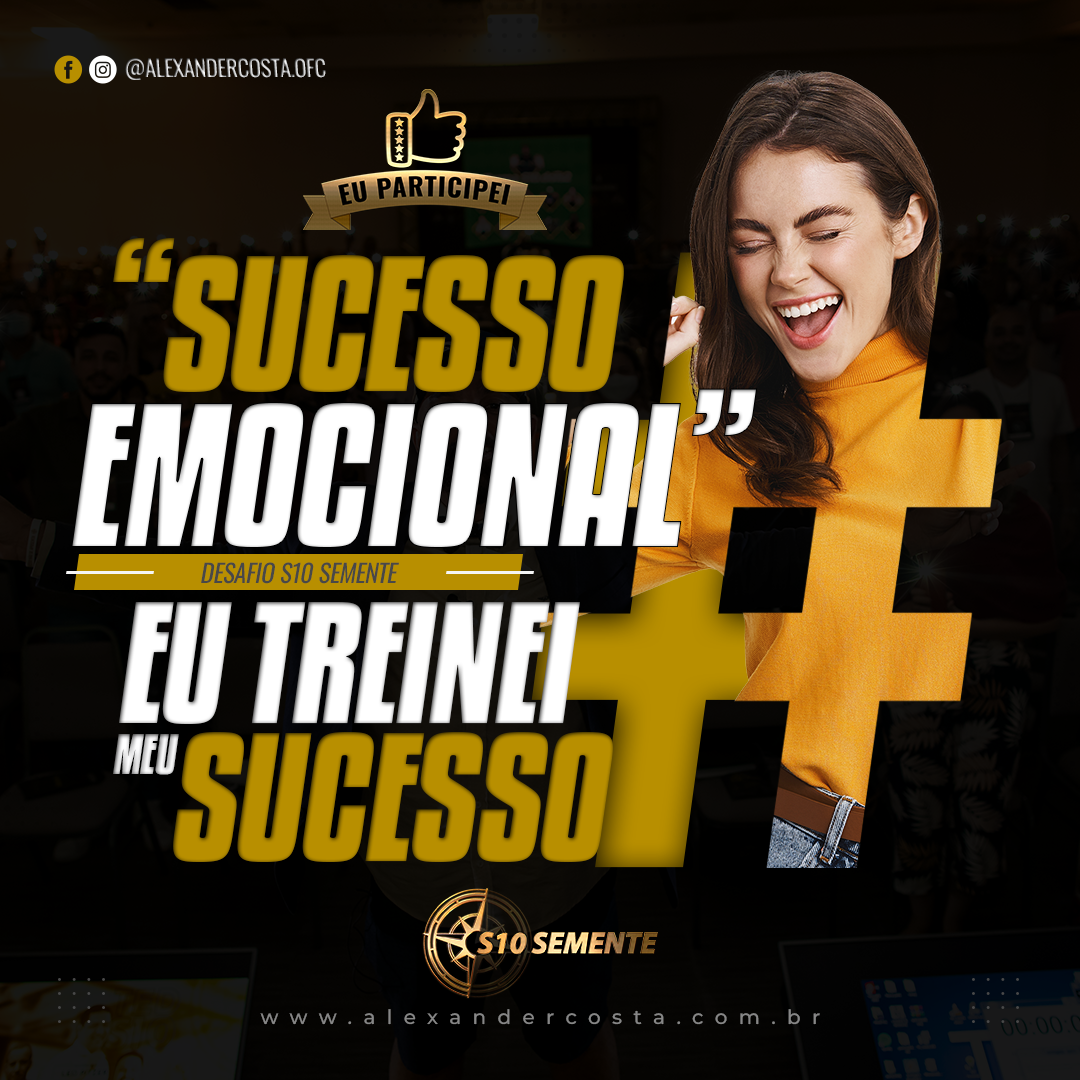 @ALEXANDERCOSTA.OFC
EU PARTICIPEI
“SUCESSO
EMOCIONAL”
DESAFIO S10 SEMENTE
EU TREINEI
MEU SUCESSO
S10 SEMENTE
www.alexandercosta.com.br